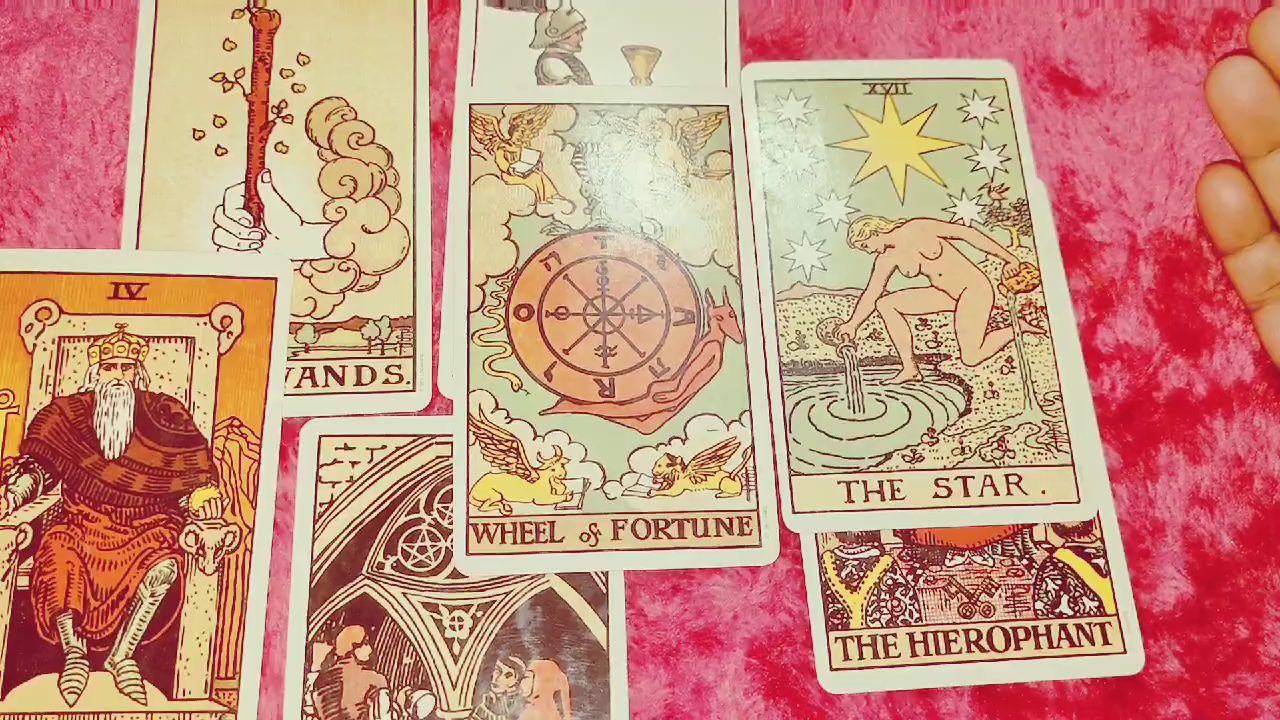 XVII
IV
WANDS.
WHEEL of FORTUNE
THE STAR.
THE HIEROPHANT